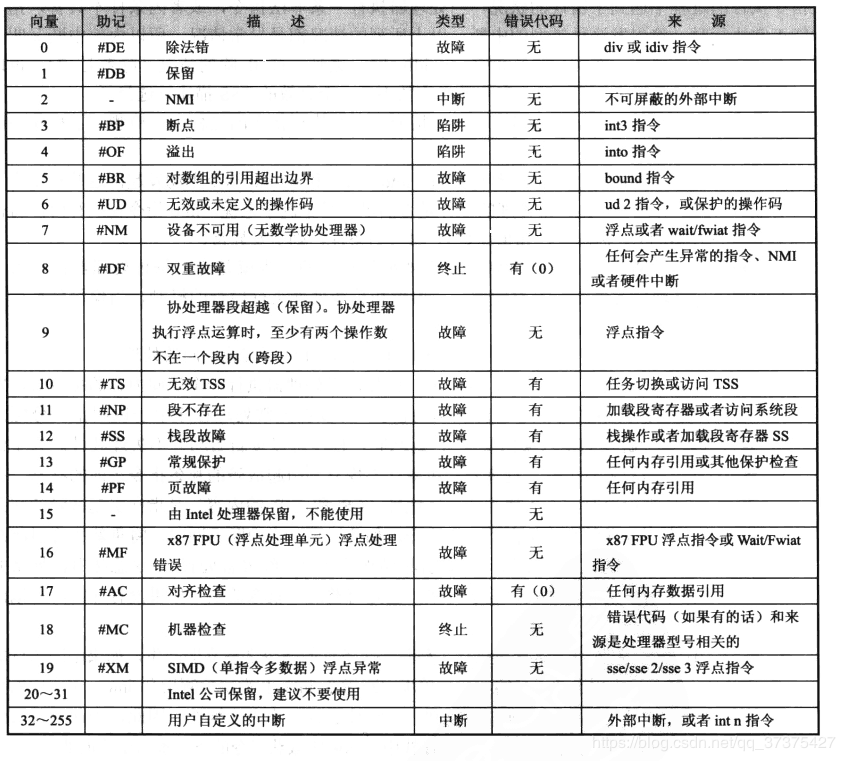 向量 助记 描 述 类型 错误代码 来 源
0 #DE 除法错 故障 无 div 或 idiv 指令
1 #DB 保留
2 - NMI 中断 无 不可屏蔽的外部中断
3 #BP 断点 陷阱 无 int3 指令
4 #OF 溢出 陷阱 无 into 指令
5 #BR 对数组的引用超出边界 故障 无 bound 指令
6 #UD 无效或未定义的操作码 故障 无 ud 2 指令，或保护的操作码
7 #NM 设备不可用（无数学协处理器） 故障 无 浮点或者 wait/fwiat 指令
8 #DF 双重故障 终止 有（0） 任何会产生异常的指令、NMI
或者硬件中断
9 协处理器段超越（保留）。协处理器
执行浮点运算时，至少有两个操作数
不在一个段内（跨段） 故障 无 浮点指令
10 #TS 无效 TSS 故障 有 任务切换或访问 TSS
11 #NP 段不存在 故障 有 加载段寄存器或者访问系统段
12 #SS 栈段故障 故障 有 栈操作或者加载段寄存器 SS
13 #GP 常规保护 故障 有 任何内存引用或其他保护检查
14 #PF 页故障 故障 有 任何内存引用
15 - 由 Intel 处理器保留，不能使用 无
16 #MF x87 FPU（浮点处理单元）浮点处理
错误 故障 无 x87 FPU 浮点指令或 Wait/Fwiat
指令
17 #AC 对齐检查 故障 有（0） 任何内存数据引用
18 #MC 机器检查 终止 无 错误代码（如果有的话）和来
源是处理器型号相关的
19 #XM SIMD（单指令多数据）浮点异常 故障 无 sse/sse 2/sse 3 浮点指令
20～31 Intel 公司保留，建议不要使用
32～255 用户自定义的中断 中断 外部中断，或者 int n 指令
https://blog.csdn.net/qq_37375427